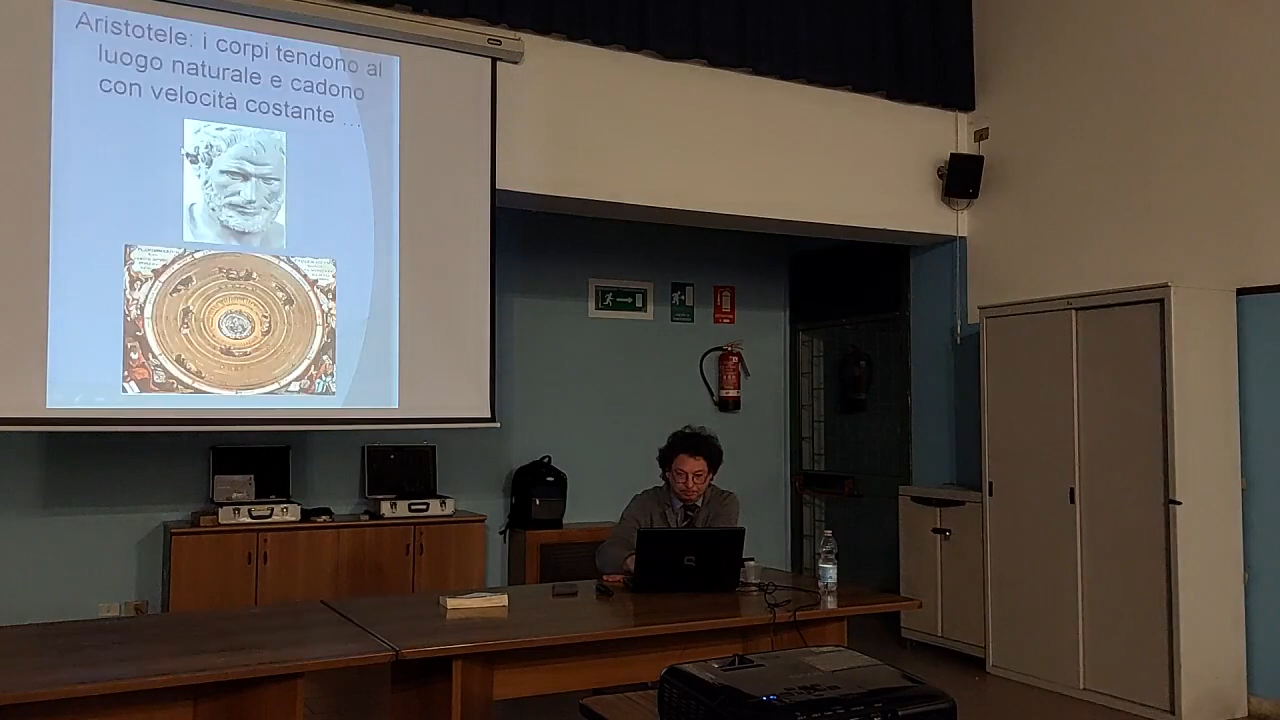 Aristotele: i corpi tendono al
luogo naturale e cadono
con velocità costante ...